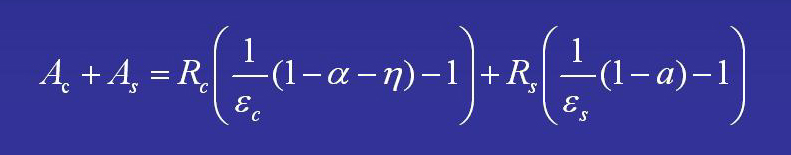 A_c + A_s = R_c(1/ε_c (1 − α − η) − 1) + R_s(1/ε_s (1 − a) − 1)